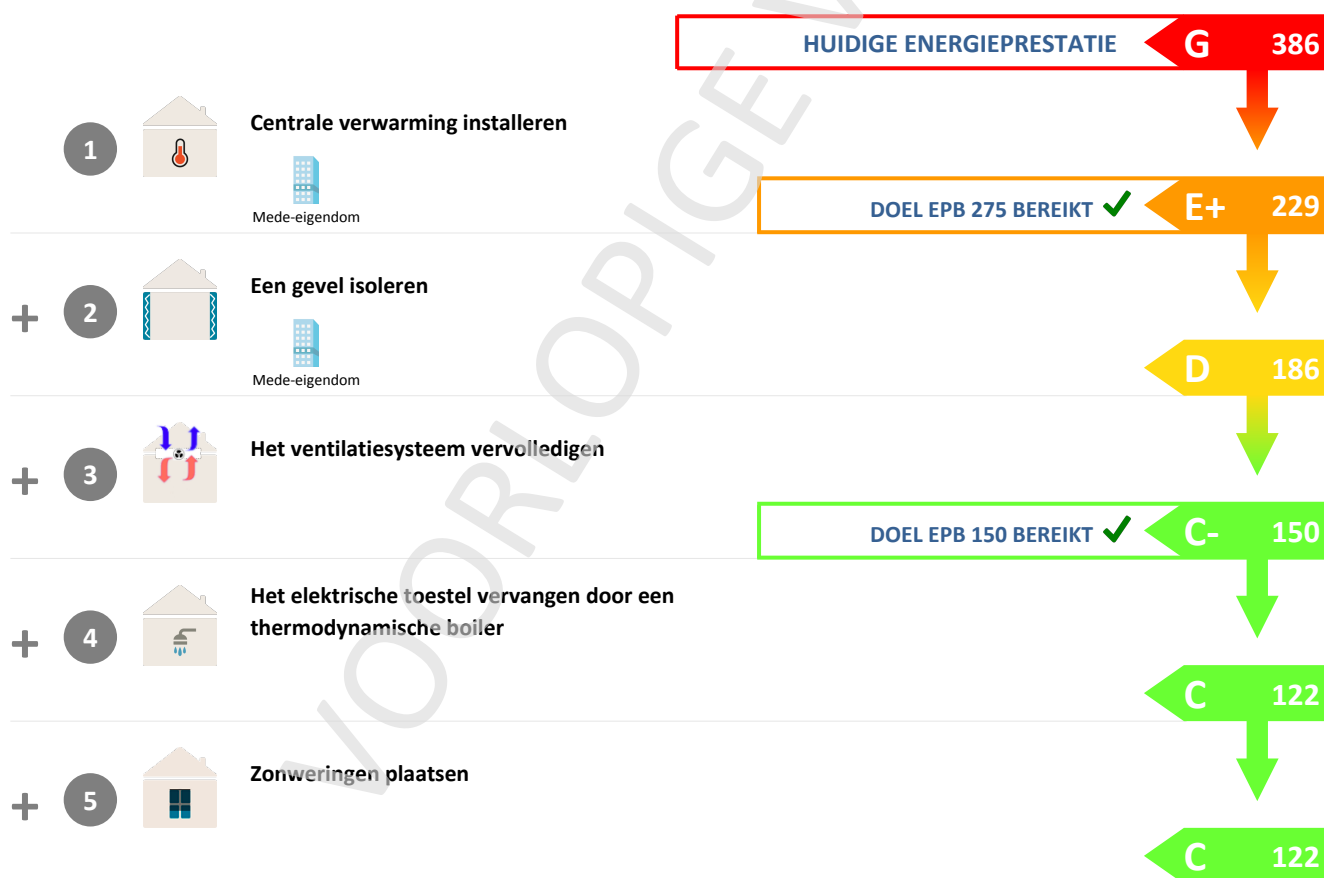 HUIDIGE ENERGIEPRESTATIE G 386
1 Centrale verwarming installeren
Mede-eigendom
DOEL EPB 275 BEREIKT E+ 229
+ 2 Een gevel isoleren
Mede-eigendom
D 186
+ 3 Het ventilatiesysteem vervolledigen
DOEL EPB 150 BEREIKT C- 150
+ 4 Het elektrische toestel vervangen door een
thermodynamische boiler
C 122
+ 5 Zonweringen plaatsen
C 122
VOORLOPIGE V